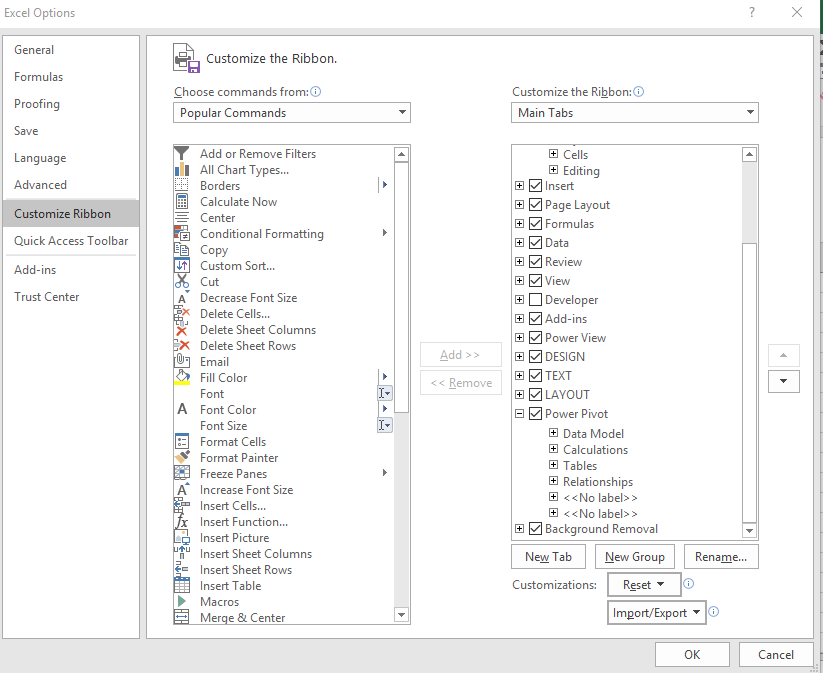 Excel Options
?
General
Formulas
Proofing
Save
Language
Advanced
Customize Ribbon
Quick Access Toolbar
Add-ins
Trust Center
Customize the Ribbon.
Choose commands from:
Popular Commands
Add or Remove Filters
All Chart Types...
Borders
Calculate Now
Center
Conditional Formatting
Copy
Custom Sort...
Cut
Decrease Font Size
Delete Cells...
Delete Sheet Columns
Delete Sheet Rows
Email
Fill Color
Font
Font Color
Font Size
Format Cells
Format Painter
Freeze Panes
Increase Font Size
Insert Cells...
Insert Function...
Insert Picture
Insert Sheet Columns
Insert Sheet Rows
Insert Table
Macros
Merge & Center
Add >>
<< Remove
Customize the Ribbon:
Main Tabs
Cells
Editing
Insert
Page Layout
Formulas
Data
Review
View
Developer
Add-ins
Power View
DESIGN
TEXT
LAYOUT
Power Pivot
Data Model
Calculations
Tables
Relationships
<<No label>>
<<No label>>
Background Removal
New Tab
New Group
Rename...
Customizations:
Reset
Import/Export
OK
Cancel